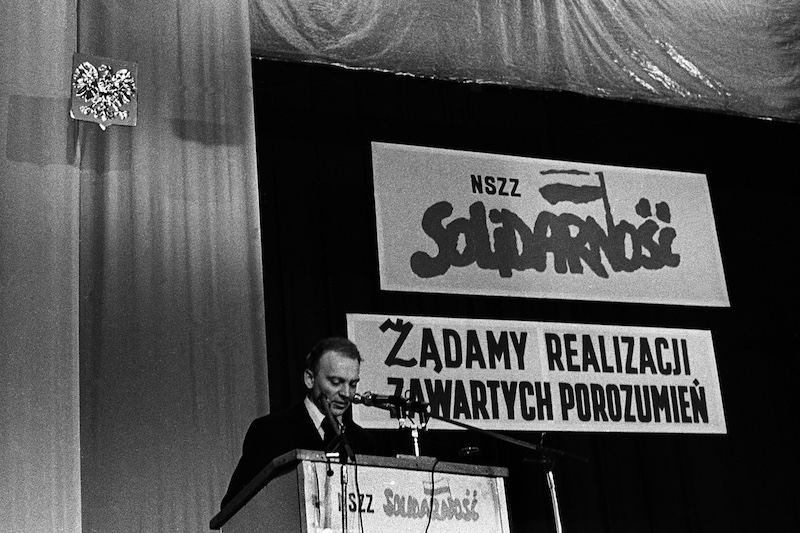 NSZZ
SOLIDARNOŚĆ
ŻĄDAMY REALIZACJI
ZAWARTYCH POROZUMIEŃ
NSZZ SOLIDARNOŚĆ